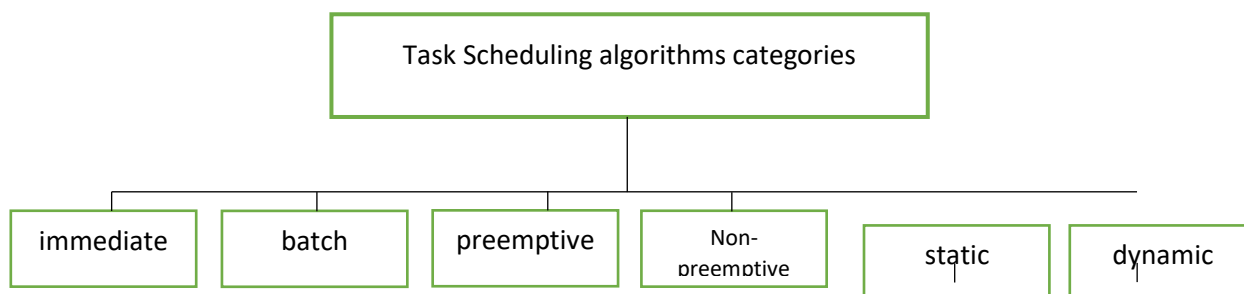 Task Scheduling algorithms categories
immediate
batch
preemptive
Non-
preemptive
static
dynamic